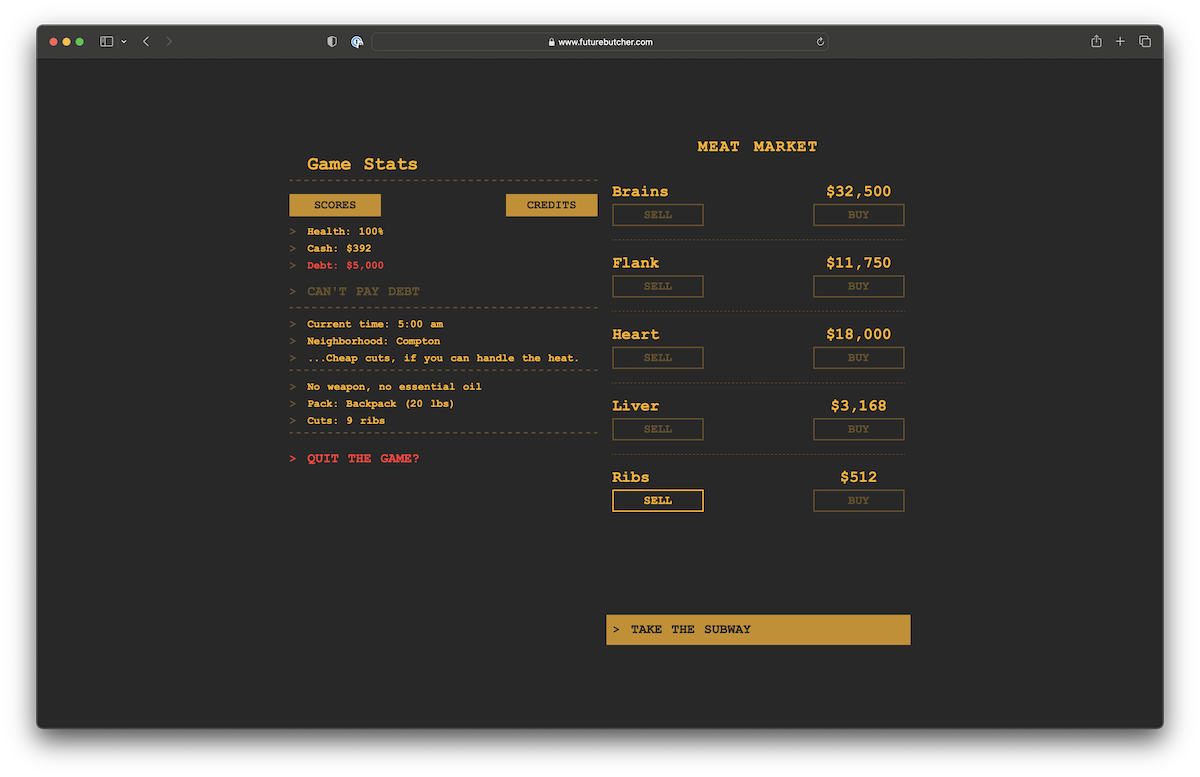 www.futurebutcher.com
Game Stats
SCORES
CREDITS
> Health: 100%
> Cash: $392
> Debt: $5,000
> CAN'T PAY DEBT
> Current time: 5:00 am
> Neighborhood: Compton
> ...Cheap cuts, if you can handle the heat.
> No weapon, no essential oil
> Pack: Backpack (20 lbs)
> Cuts: 9 ribs
> QUIT THE GAME?
MEAT MARKET
Brains $32,500
SELL BUY
Flank $11,750
SELL BUY
Heart $18,000
SELL BUY
Liver $3,168
SELL BUY
Ribs $512
SELL BUY
> TAKE THE SUBWAY